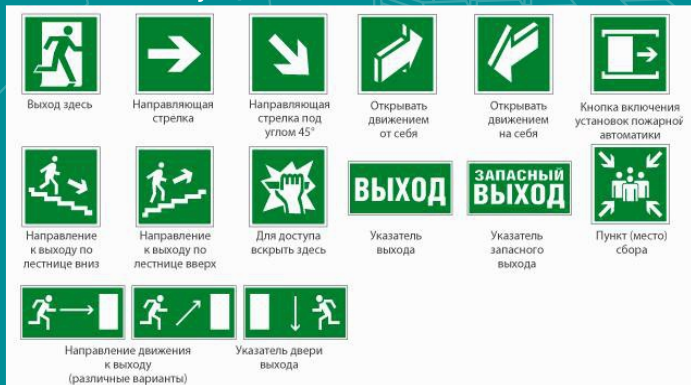 Выход здесь
Направляющая
стрелка
Направляющая
стрелка под
углом 45°
Открывать
движением
от себя
Открывать
движением
на себя
Кнопка включения
установок пожарной
автоматики
Направление
к выходу по
лестнице вниз
Направление
к выходу по
лестнице вверх
Для доступа
вскрыть здесь
ВЫХОД
Указатель
выхода
ЗАПАСНЫЙ
ВЫХОД
Указатель
запасного
выхода
Пункт (место)
сбора
Направление движения
к выходу
(различные варианты)
Указатель двери
выхода